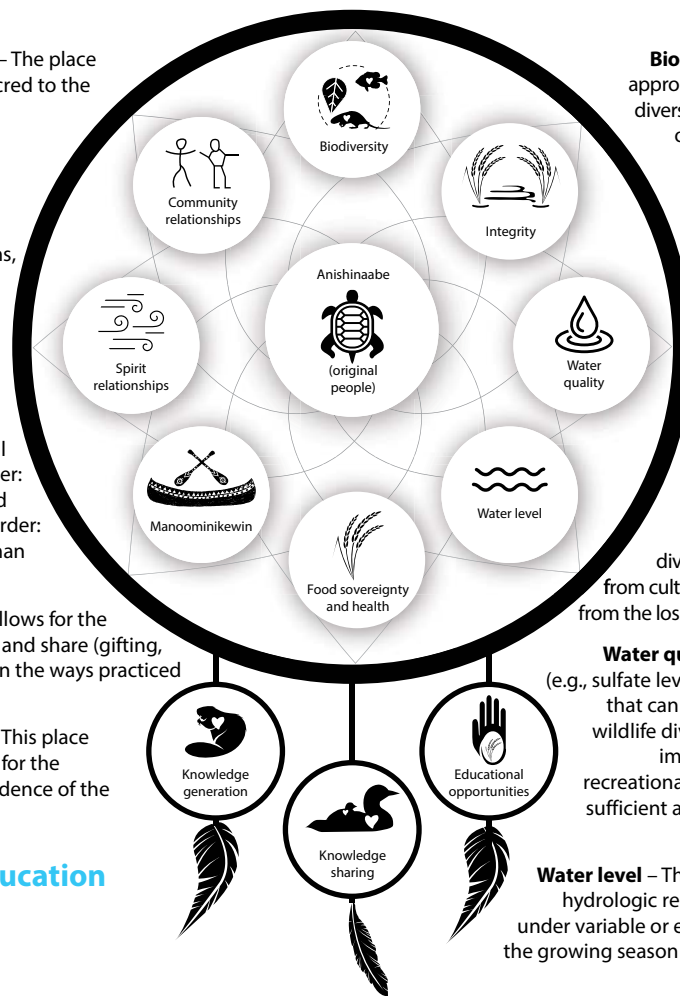 – The place
cred to the
ns,
l
er:
d
rder:
nan
llows for the
and share (gifting,
n the ways practiced
This place
for the
dence of the
ucation
Biodiversity
Community
relationships
Integrity
Anishinaabe
(original
people)
Spirit
relationships
Water
quality
Manoominikewin
Water level
Food sovereignty
and health
Knowledge
generation
Knowledge
sharing
Educational
opportunities
Bio
appro
divers
div
from cult
from the los
Water qu
(e.g., sulfate lev
that can
wildlife div
im
recreationa
sufficient a
Water level – Th
hydrologic re
under variable or e
the growing season